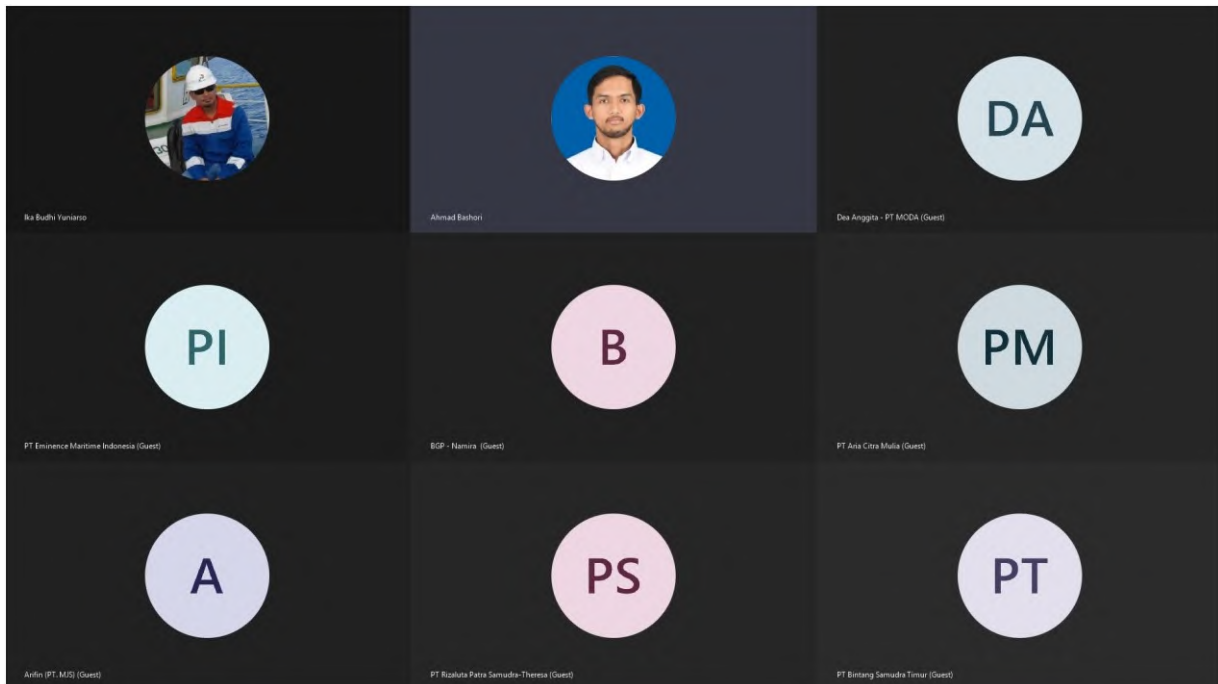 Ika Budhi Yuniarso
Ahmad Bashori
DA
Dea Anggita - PT MODA (Guest)
PI
PT Eminence Maritime Indonesia (Guest)
B
BGP - Namira (Guest)
PM
PT Aria Citra Mulia (Guest)
A
Arifin (PT. MJS) (Guest)
PS
PT Rizaluta Patra Samudra-Theresa (Guest)
PT
PT Bintang Samudra Timur (Guest)